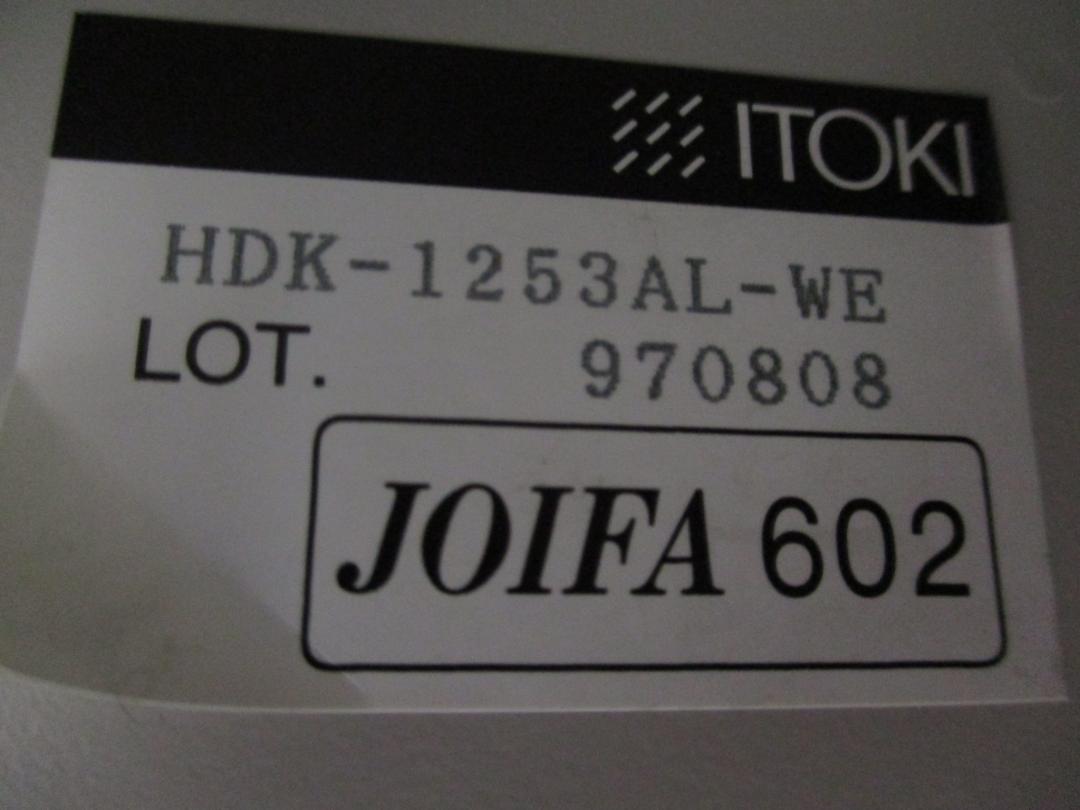 ITOKI
HDK-1253AL-WE
LOT. 970808
JOIFA 602